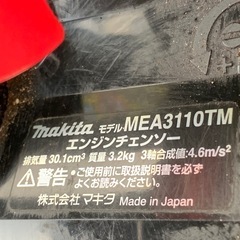 makita モデル MEA3110TM
エンジンチェンソー
排気量 30.1cm³ 質量 3.2kg 3軸合成値:4.6m/s²
⚠警告・ご使用前に取扱説明書を必ず
よくお読みください。
株式会社 マキタ Made in Japan